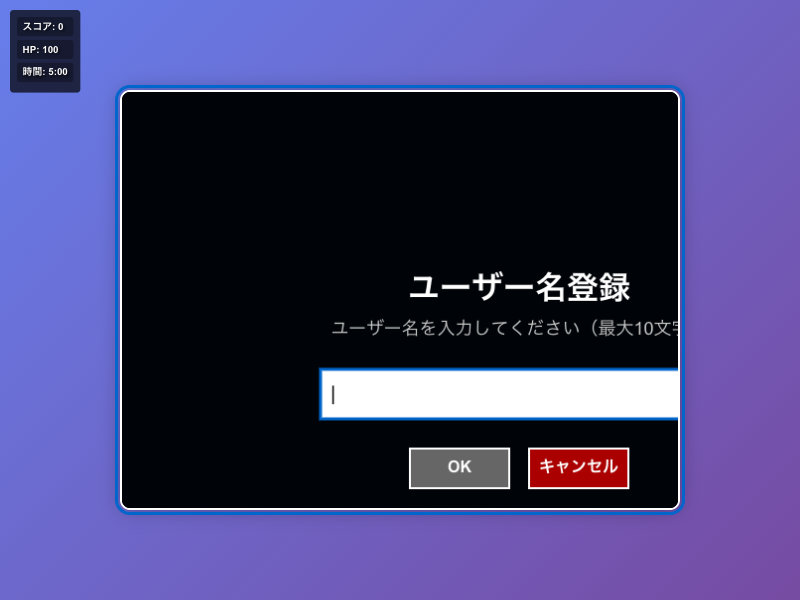 スコア: 0
HP: 100
時間: 5:00
ユーザー名登録
ユーザー名を入力してください（最大10文
OK
キャンセル